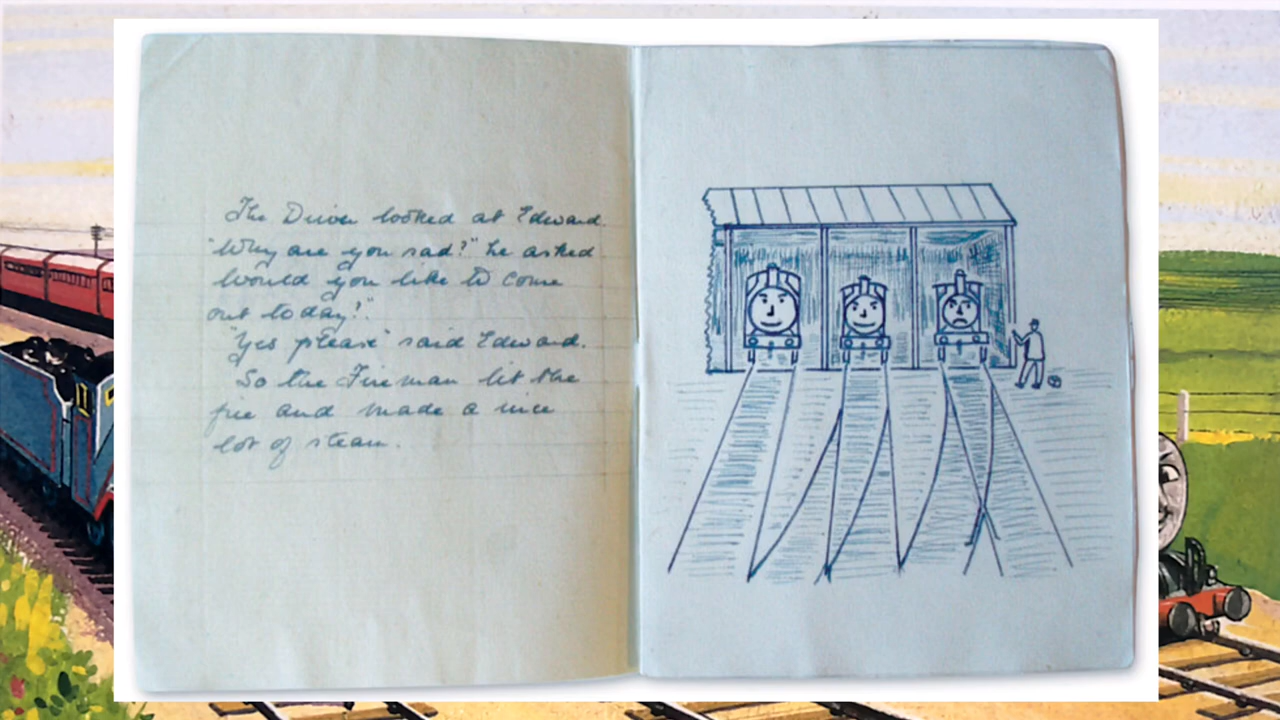 The Driver looked at Edward.
"Why are you sad?" he asked
would you like to come
out today?".
"Yes please" said Edward.
So the Fireman lit the
fire and made a nice
lot of steam.